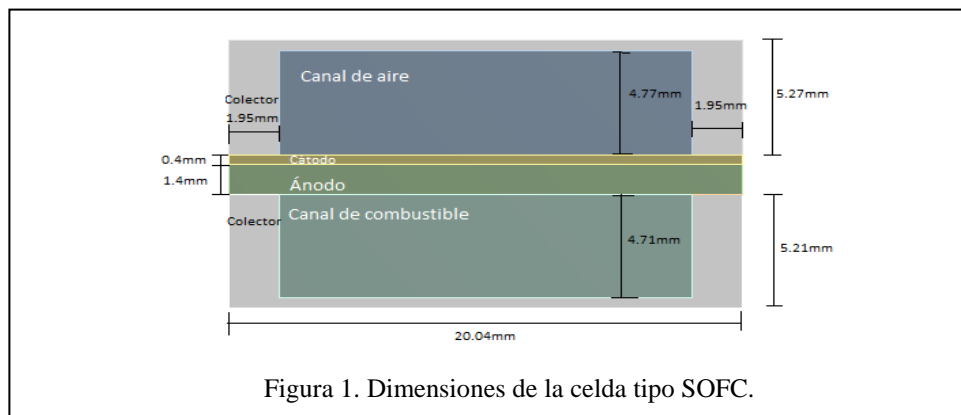 Canal de aire
Colector
1.95mm
4.77mm
1.95mm
5.27mm
0.4mm
Cátodo
1.4mm
Ánodo
Canal de combustible
Colector
4.71mm
5.21mm
20.04mm
Figura 1. Dimensiones de la celda tipo SOFC.